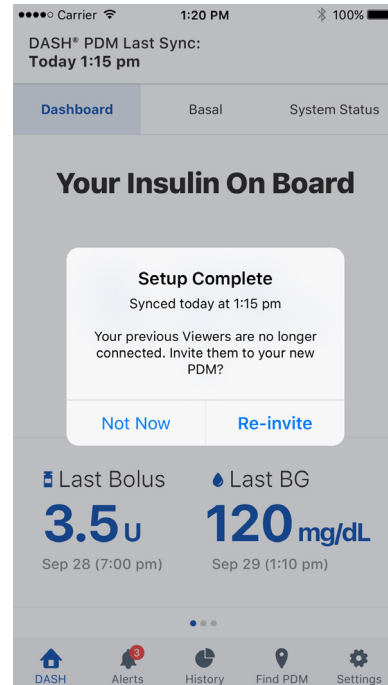 Carrier 1:20 PM 100%
DASH® PDM Last Sync:
Today 1:15 pm
Dashboard Basal System Status
Your Insulin On Board
Setup Complete
Synced today at 1:15 pm
Your previous Viewers are no longer
connected. Invite them to your new
PDM?
Not Now Re-invite
Last Bolus Last BG
3.5 U 120 mg/dL
Sep 28 (7:00 pm) Sep 29 (1:10 pm)
3
DASH Alerts History Find PDM Settings